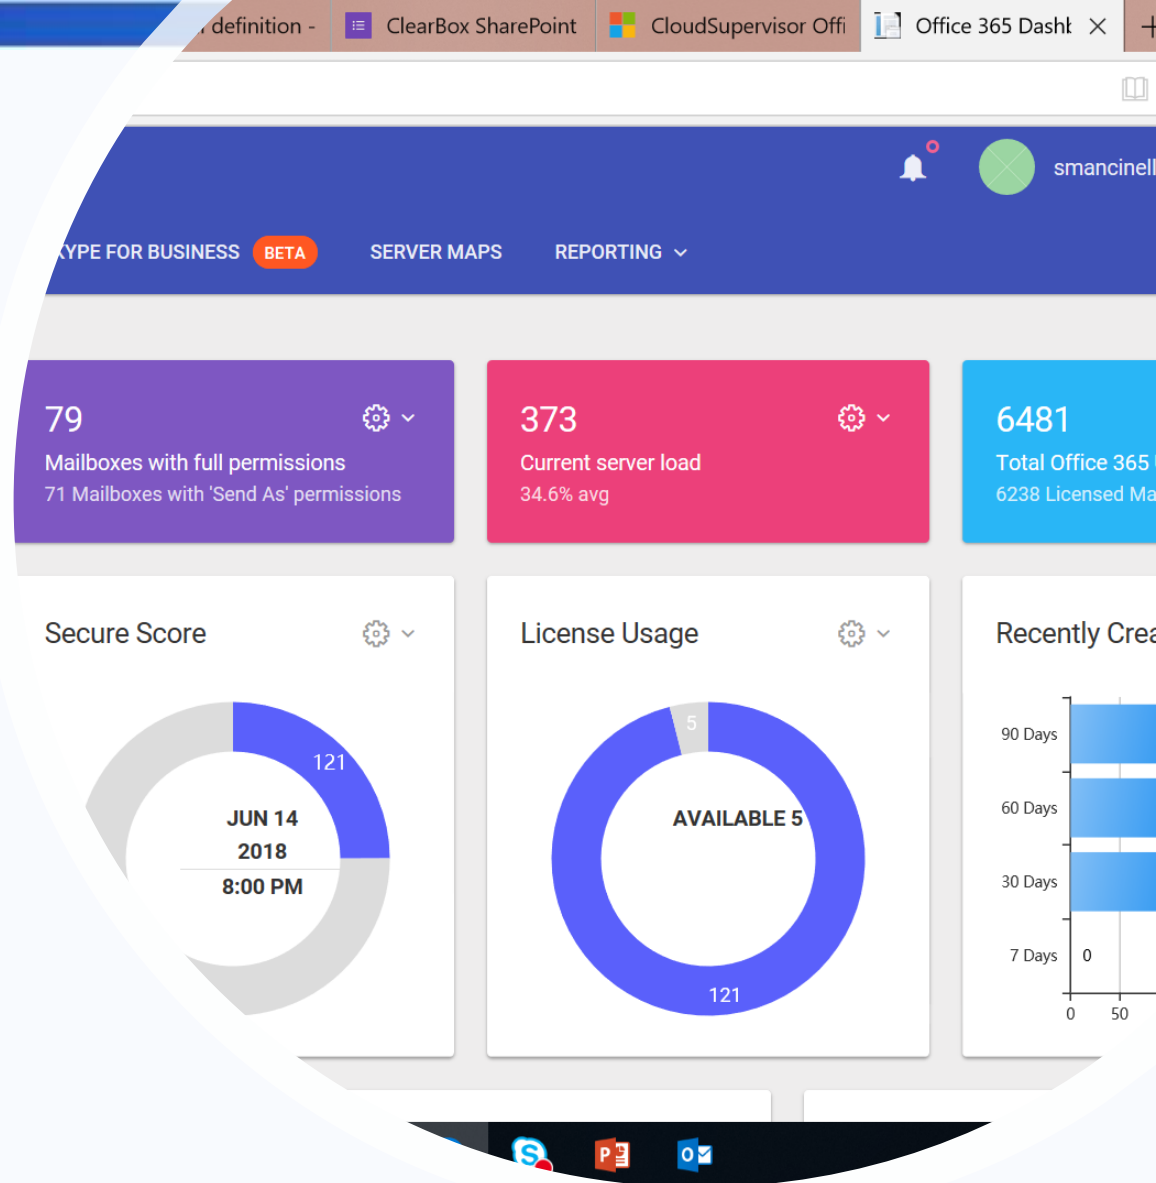 definition -
ClearBox SharePoint
CloudSupervisor Offi
Office 365 Dashb
smancinell
KYPE FOR BUSINESS BETA
SERVER MAPS
REPORTING
79
Mailboxes with full permissions
71 Mailboxes with 'Send As' permissions
373
Current server load
34.6% avg
6481
Total Office 365
6238 Licensed Ma
Secure Score
121
JUN 14
2018
8:00 PM
License Usage
5
AVAILABLE 5
121
Recently Crea
90 Days
60 Days
30 Days
7 Days 0
0 50